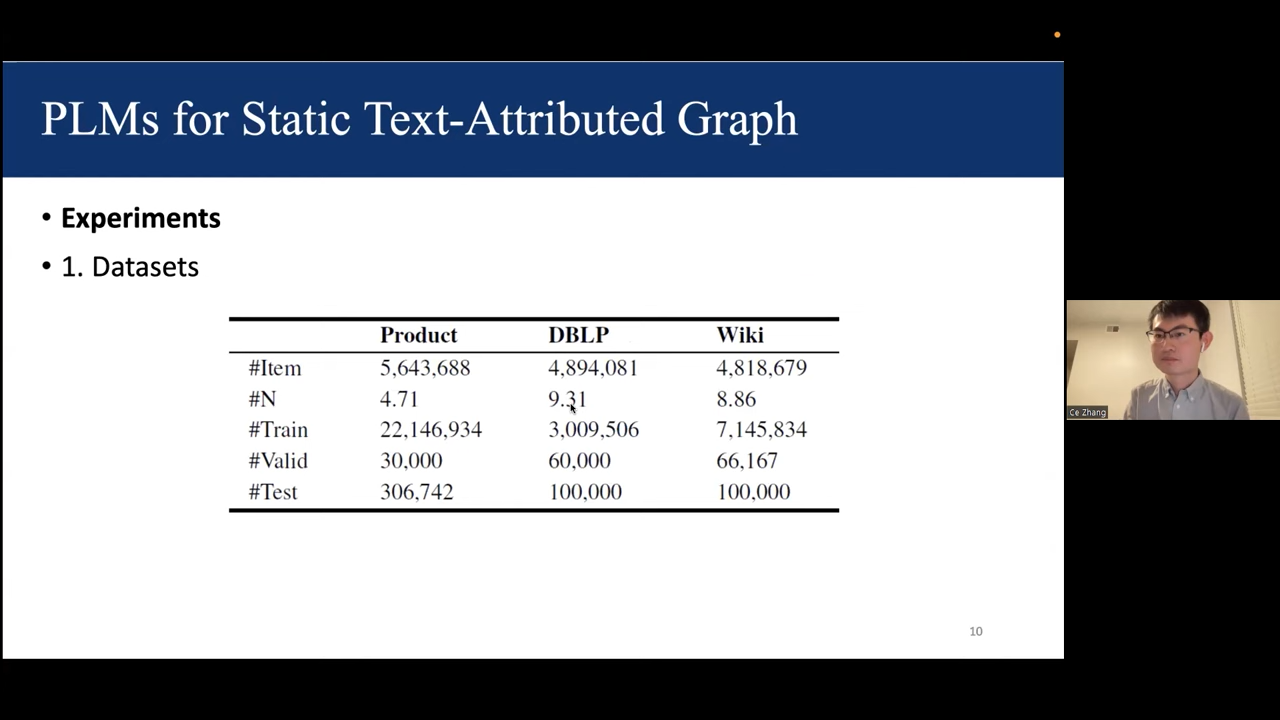 PLMs for Static Text-Attributed Graph
• Experiments
• 1. Datasets
Product DBLP Wiki
#Item 5,643,688 4,894,081 4,818,679
#N 4.71 9.31 8.86
#Train 22,146,934 3,009,506 7,145,834
#Valid 30,000 60,000 66,167
#Test 306,742 100,000 100,000
10
Ce Zhang